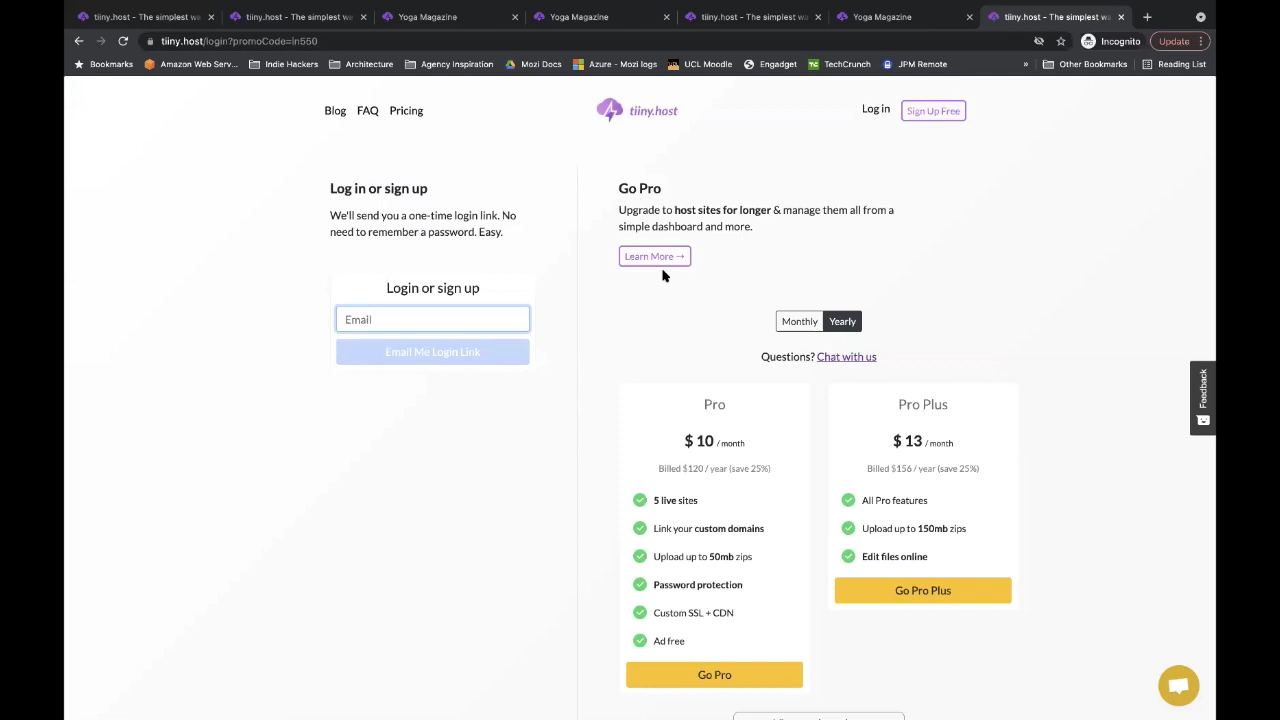 tiiny.host - The simplest wa
tiiny.host - The simplest wa
Yoga Magazine
Yoga Magazine
tiiny.host - The simplest wa
Yoga Magazine
tiiny.host - The simplest wa
tiiny.host/login?promoCode=in550
Incognito
Update
Bookmarks
Amazon Web Serv...
Indie Hackers
Architecture
Agency Inspiration
Mozi Docs
Azure - Mozi logs
UCL Moodle
Engadget
TechCrunch
JPM Remote
»
Other Bookmarks
Reading List
Blog
FAQ
Pricing
tiiny.host
Log in
Sign Up Free
Log in or sign up
We'll send you a one-time login link. No
need to remember a password. Easy.
Login or sign up
Email
Email Me Login Link
Go Pro
Upgrade to host sites for longer & manage them all from a
simple dashboard and more.
Learn More →
Monthly
Yearly
Questions? Chat with us
Pro
$ 10 / month
Billed $120 / year (save 25%)
5 live sites
Link your custom domains
Upload up to 50mb zips
Password protection
Custom SSL + CDN
Ad free
Go Pro
Pro Plus
$ 13 / month
Billed $156 / year (save 25%)
All Pro features
Upload up to 150mb zips
Edit files online
Go Pro Plus
Feedback